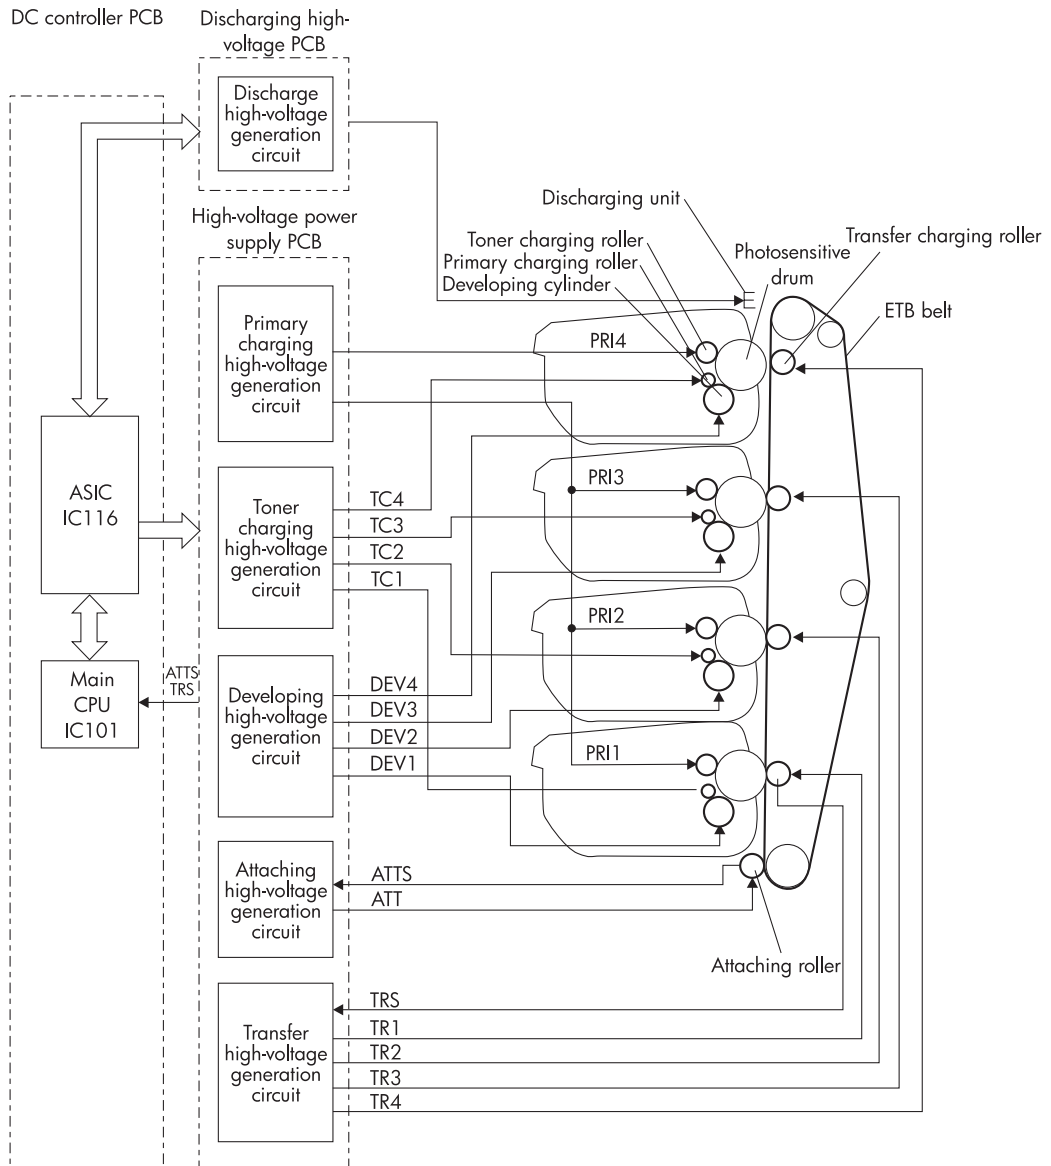 DC controller PCB
Discharging high-
voltage PCB
Discharge
high-voltage
generation
circuit
High-voltage power
supply PCB
Discharging unit
Toner charging roller
Primary charging roller
Developing cylinder
Photosensitive
drum
Transfer charging roller
ETB belt
Primary
charging
high-voltage
generation
circuit
PRI4
ASIC
IC116
Toner
charging
high-voltage
generation
circuit
TC4
TC3
TC2
TC1
PRI3
PRI2
Main
CPU
IC101
ATTS
TRS
Developing
high-voltage
generation
circuit
DEV4
DEV3
DEV2
DEV1
PRI1
Attaching
high-voltage
generation
circuit
ATTS
ATT
Attaching roller
Transfer
high-voltage
generation
circuit
TRS
TR1
TR2
TR3
TR4